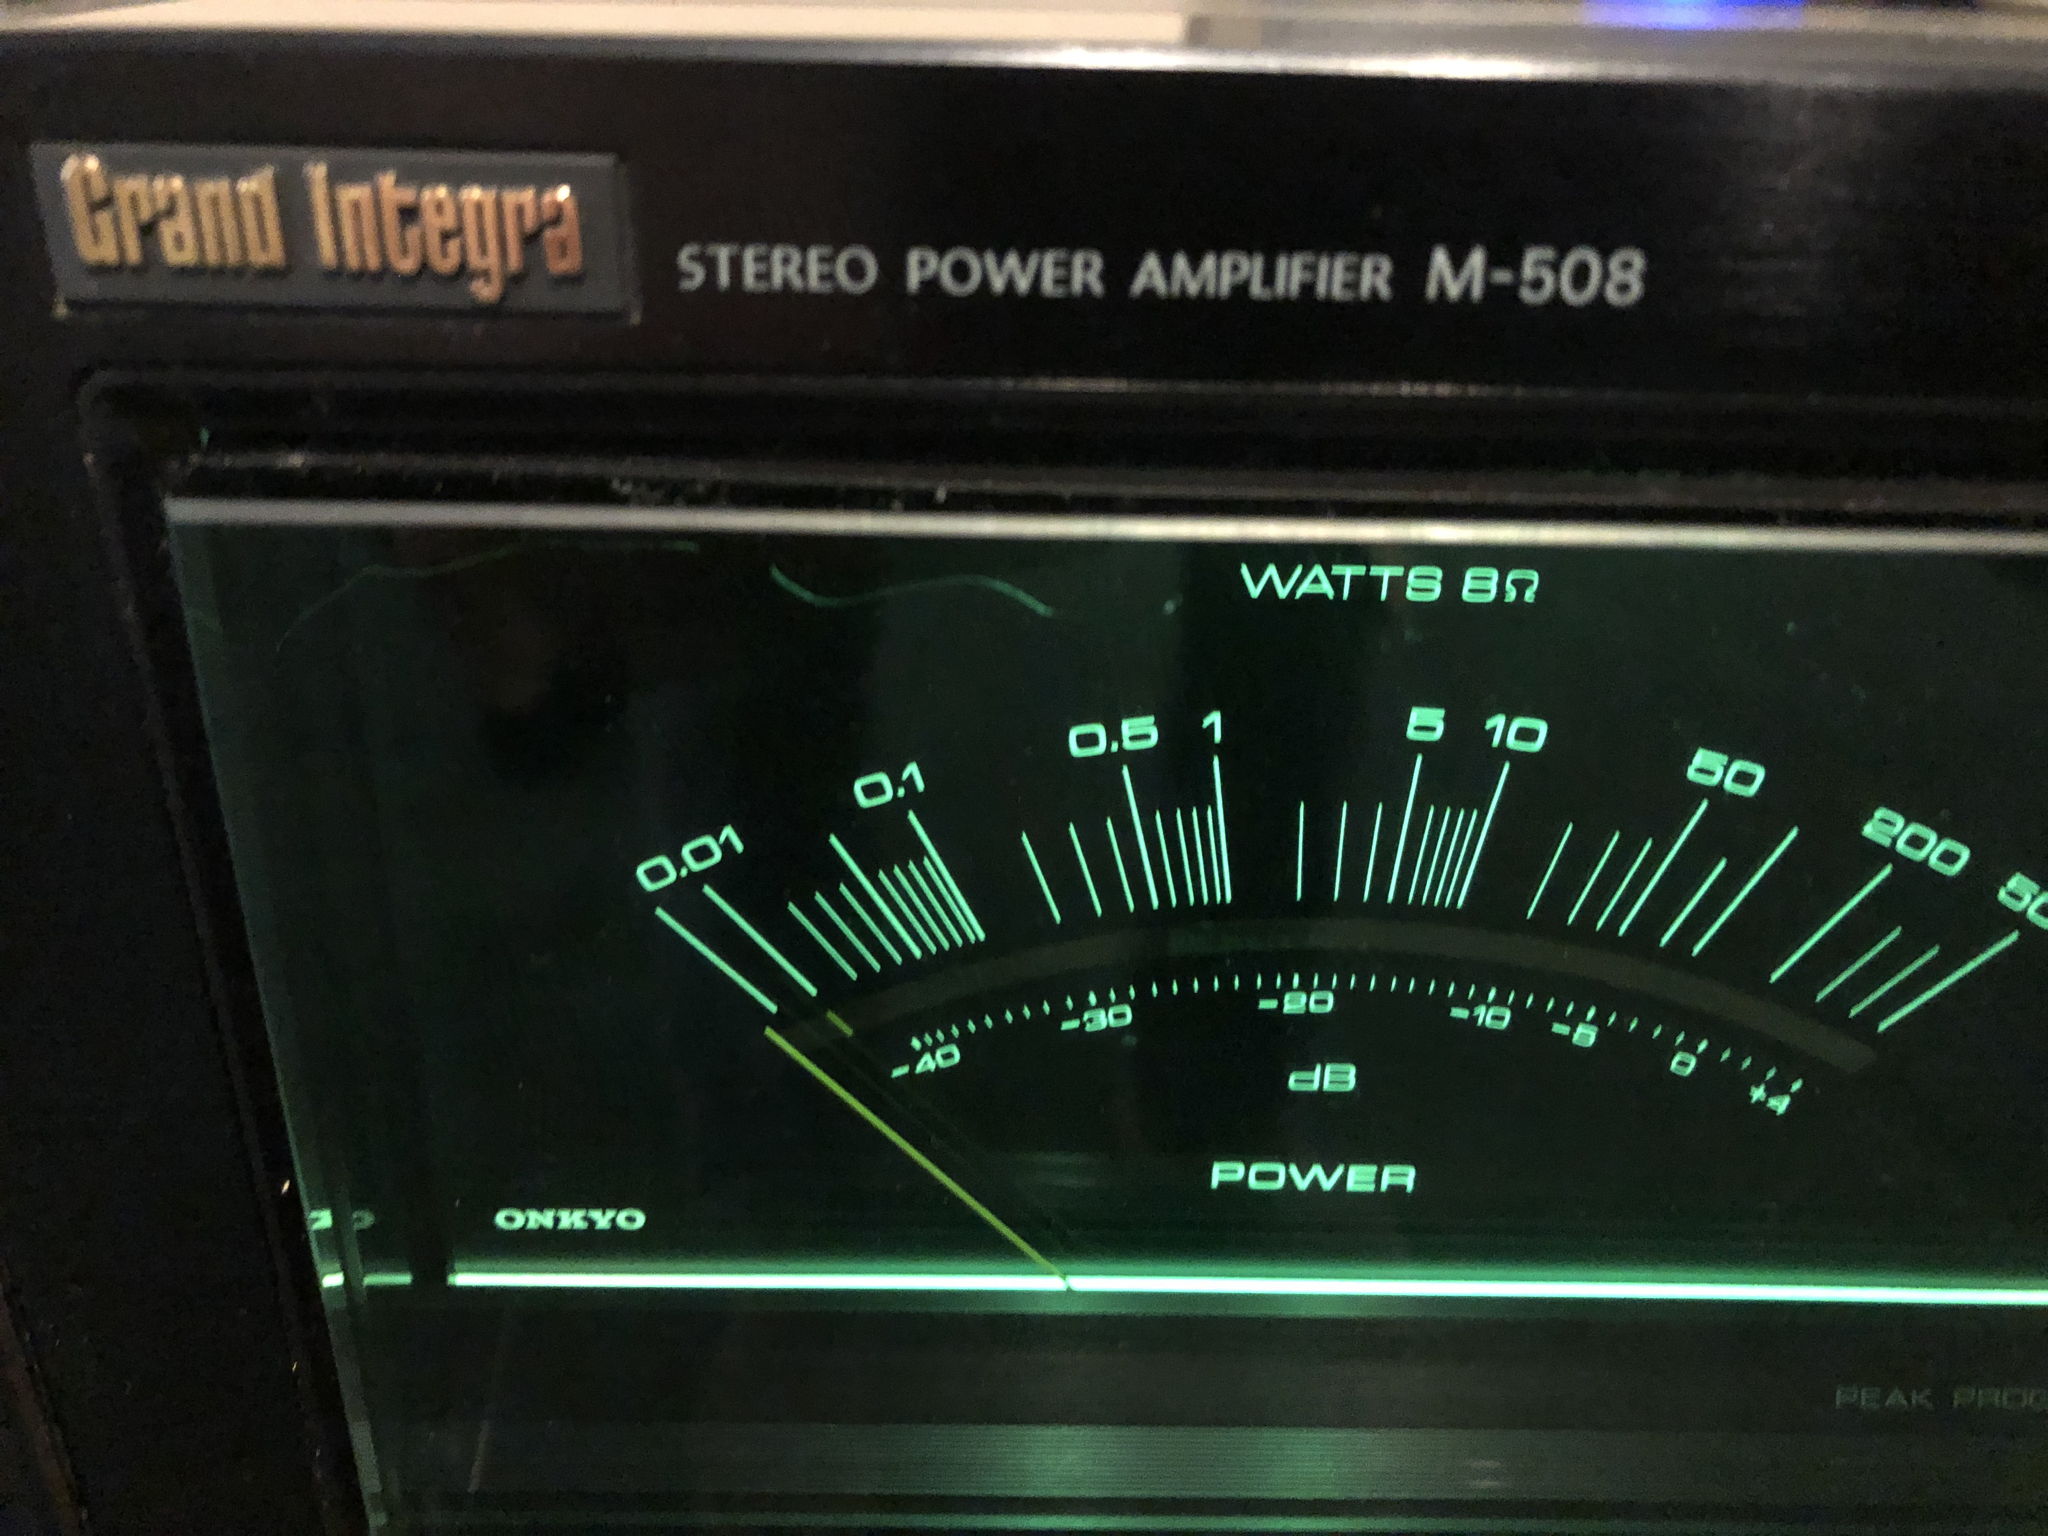 Grand Integra
STEREO POWER AMPLIFIER M-508
WATTS 8Ω
0.01 0.1 0.5 1 5 10 50 200
-40 -30 -20 -10 -5 0 +4
dB
POWER
ONKYO
PEAK